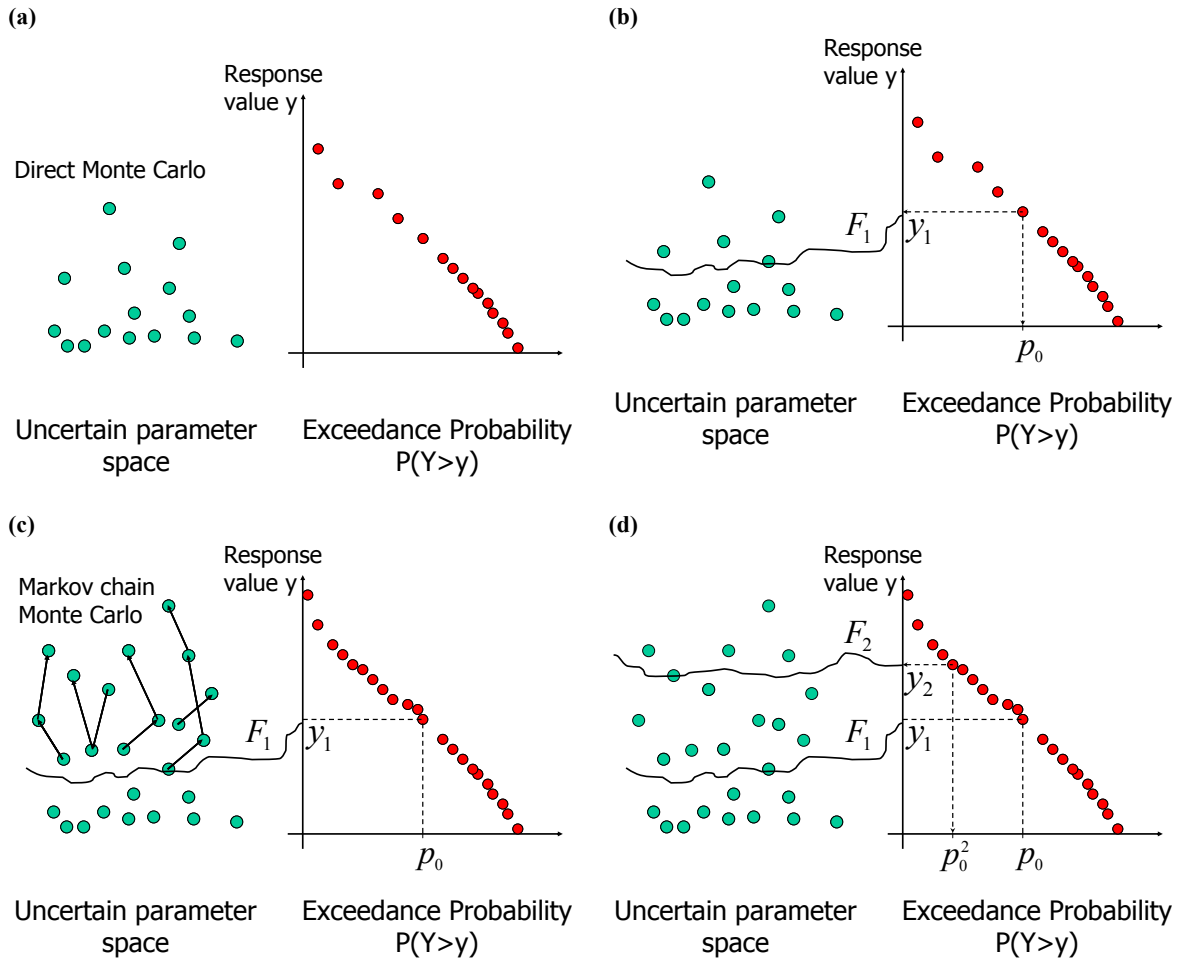 (a)
Response
value y
Direct Monte Carlo
Uncertain parameter
space
Exceedance Probability
P(Y>y)
(b)
Response
value y
F₁
y₁
p₀
Uncertain parameter
space
Exceedance Probability
P(Y>y)
(c)
Response
value y
Markov chain
Monte Carlo
F₁
y₁
p₀
Uncertain parameter
space
Exceedance Probability
P(Y>y)
(d)
Response
value y
F₂
y₂
F₁
y₁
p₀²
p₀
Uncertain parameter
space
Exceedance Probability
P(Y>y)